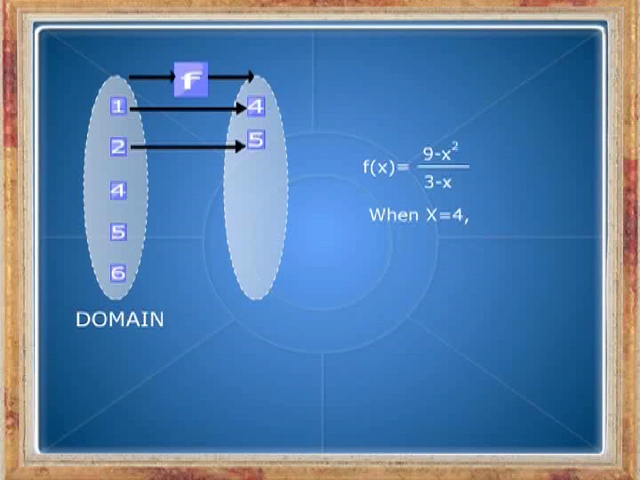 f
1 4
2 5
4
5
6
DOMAIN
f(x)= 9-x²
3-x
When X=4,